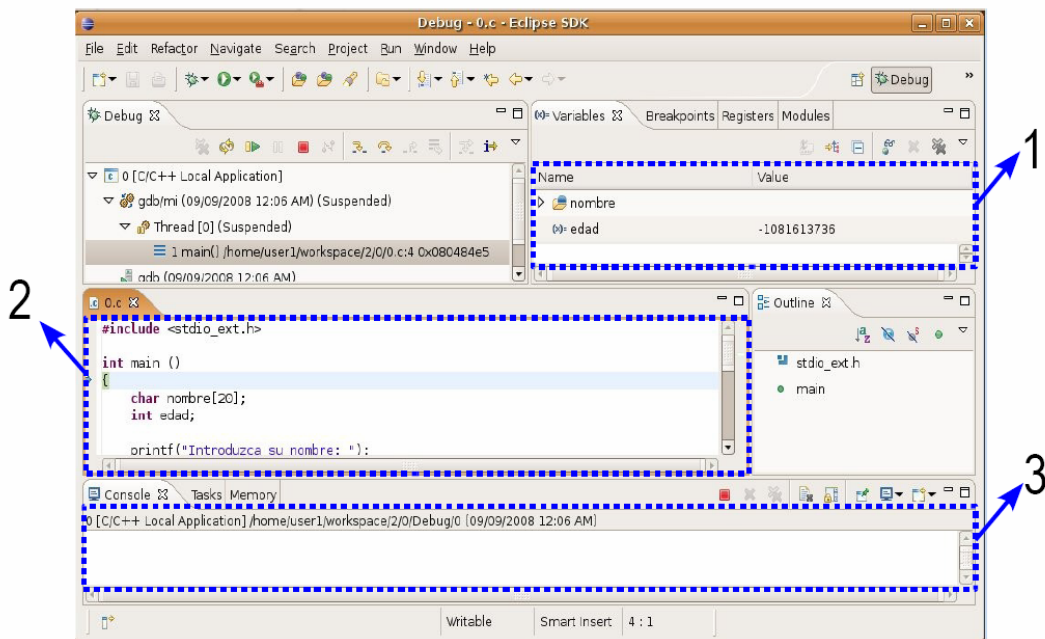 Debug - 0.c - Eclipse SDK
File Edit Refactor Navigate Search Project Run Window Help
Debug »
Debug
(x)= Variables Breakpoints Registers Modules
0 [C/C++ Local Application]
gdb/mi (09/09/2008 12:06 AM) (Suspended)
Thread [0] (Suspended)
1 main() /home/user1/workspace/2/0/0.c:4 0x080484e5
gdb (09/09/2008 12:06 AM)
Name Value
nombre
(x)= edad -1081613736
1
2
0.c
#include <stdio_ext.h>
int main ()
{
char nombre[20];
int edad;
printf("Introduzca su nombre: ");
Outline
stdio_ext.h
main
3
Console Tasks Memory
0 [C/C++ Local Application] /home/user1/workspace/2/0/Debug/0 (09/09/2008 12:06 AM)
Writable Smart Insert 4 : 1